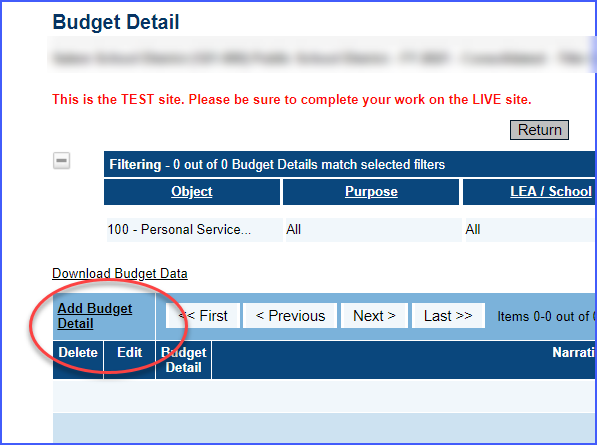 Budget Detail
This is the TEST site. Please be sure to complete your work on the LIVE site.
Return
Filtering - 0 out of 0 Budget Details match selected filters
Object Purpose LEA / School
100 - Personal Service... All All
Download Budget Data
Add Budget
Detail
<< First < Previous Next > Last >> Items 0-0 out of
Delete Edit Budget
Detail
Narrati